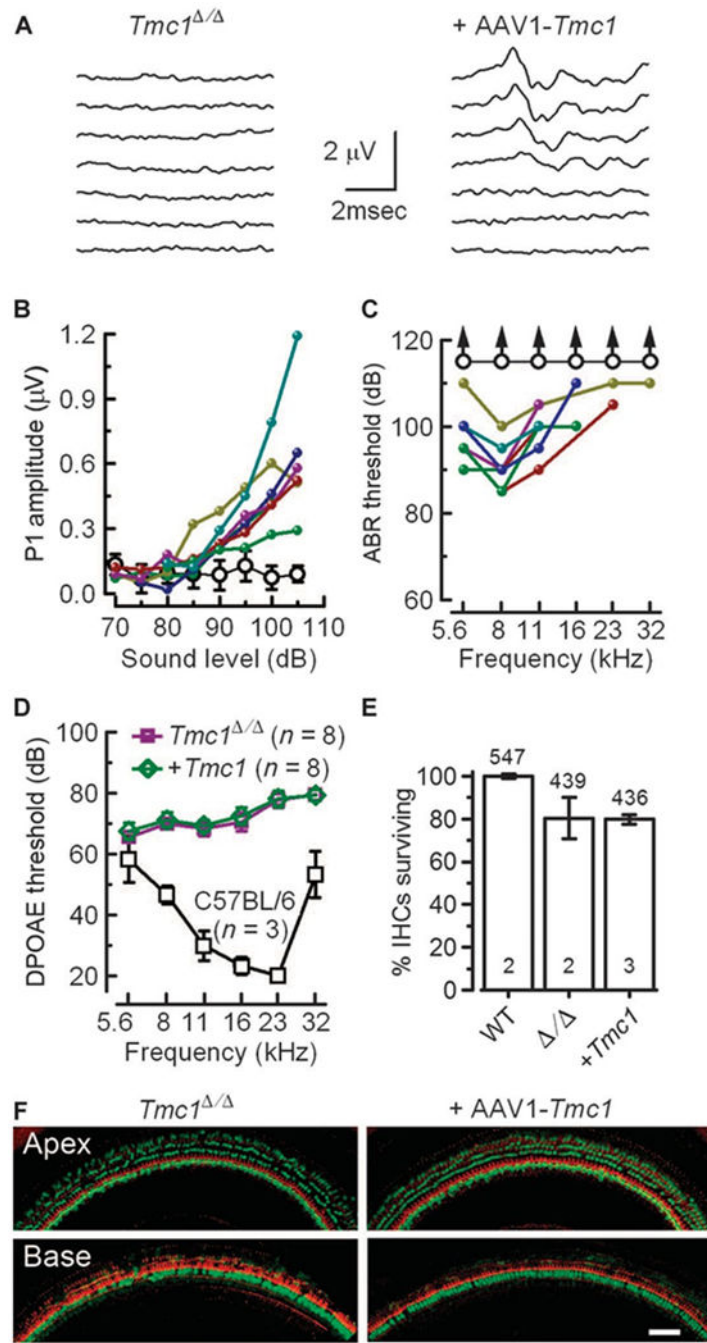 A
Tmc1Δ/Δ
+ AAV1-Tmc1
2 μV
2msec
B
1.2
0.9
0.6
0.3
0.0
P1 amplitude (μV)
70 80 90 100 110
Sound level (dB)
C
120
100
80
60
ABR threshold (dB)
5.6 8 11 16 23 32
Frequency (kHz)
D
100
80
60
40
20
DPOAE threshold (dB)
Tmc1Δ/Δ (n = 8)
+Tmc1 (n = 8)
C57BL/6
(n = 3)
5.6 8 11 16 23 32
Frequency (kHz)
E
100
80
60
40
20
0
% IHCs surviving
547
439
436
2 2 3
WT
Δ/Δ
+Tmc1
F
Tmc1Δ/Δ
+ AAV1-Tmc1
Apex
Base